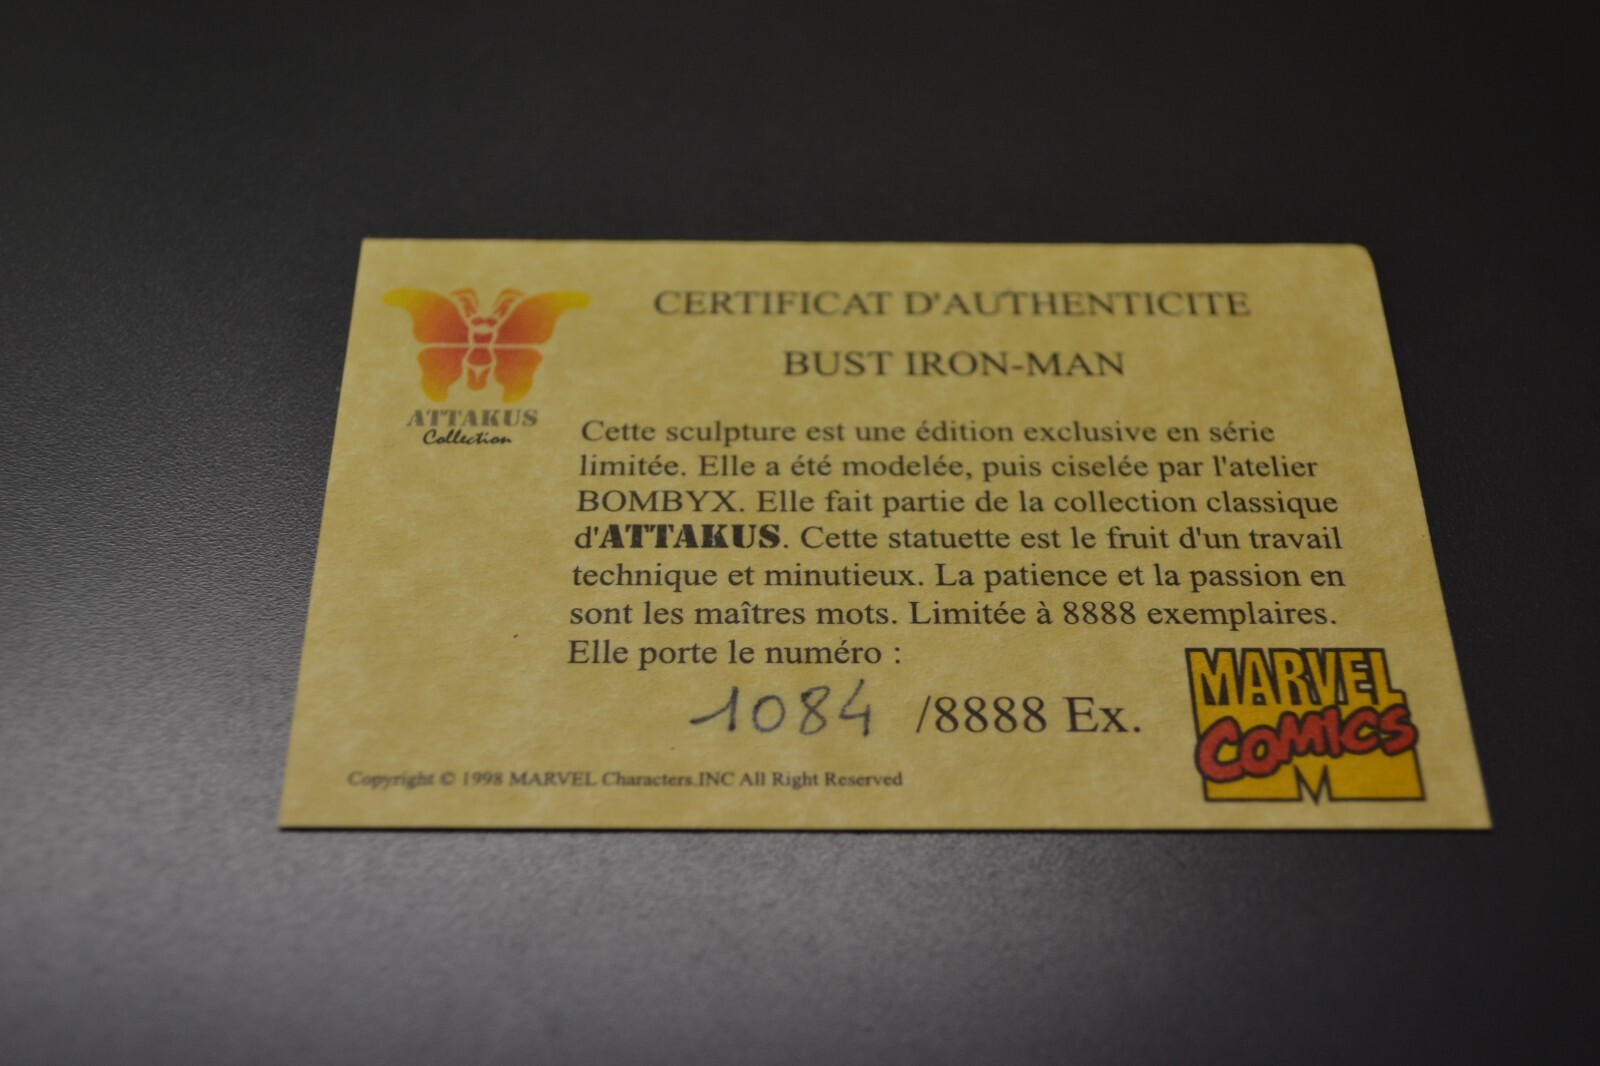 CERTIFICAT D'AUTHENTICITE
BUST IRON-MAN
ATTAKUS
Collection
Cette sculpture est une édition exclusive en série
limitée. Elle a été modelée, puis ciselée par l'atelier
BOMBYX. Elle fait partie de la collection classique
d'ATTAKUS. Cette statuette est le fruit d'un travail
technique et minutieux. La patience et la passion en
sont les maîtres mots. Limitée à 8888 exemplaires.
Elle porte le numéro :
1084 /8888 Ex.
MARVEL
COMICS
M
Copyright © 1998 MARVEL Characters.INC All Right Reserved